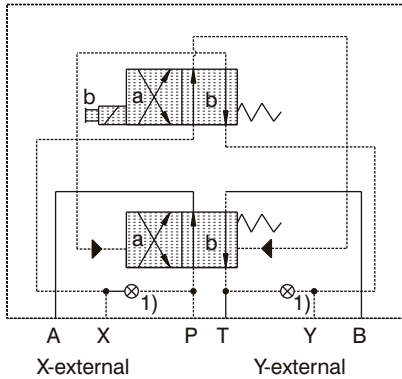 b
a b
a b
1) 1)
A X P T Y B
X-external Y-external